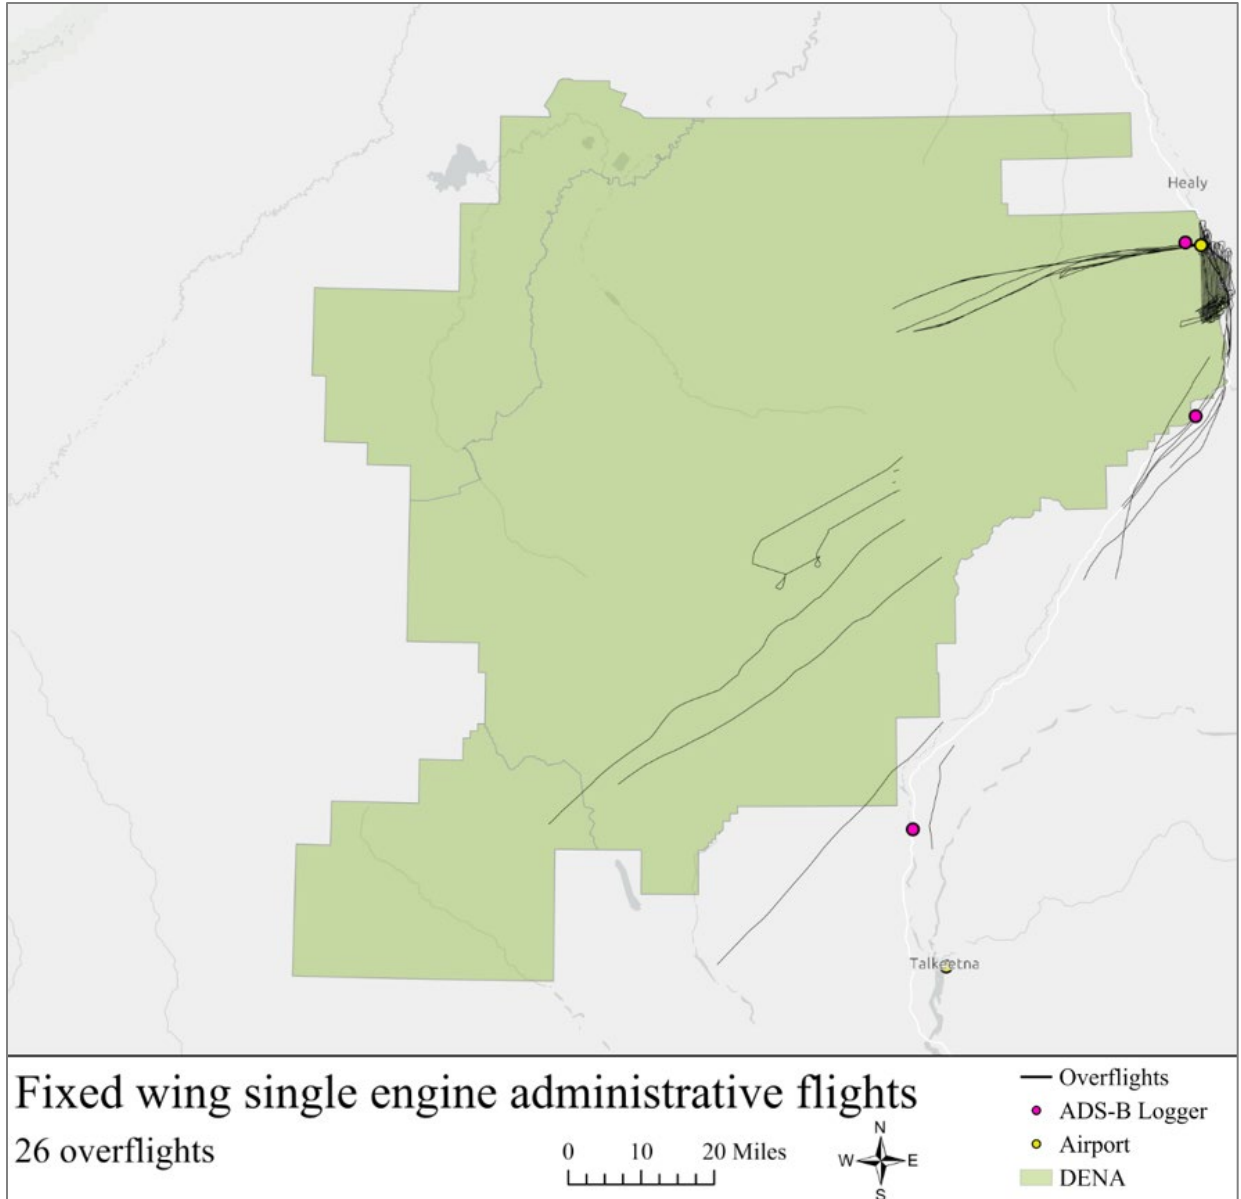 Healy
Talkeetna
Fixed wing single engine administrative flights
26 overflights
0 10 20 Miles
N
W E
S
Overflights
ADS-B Logger
Airport
DENA